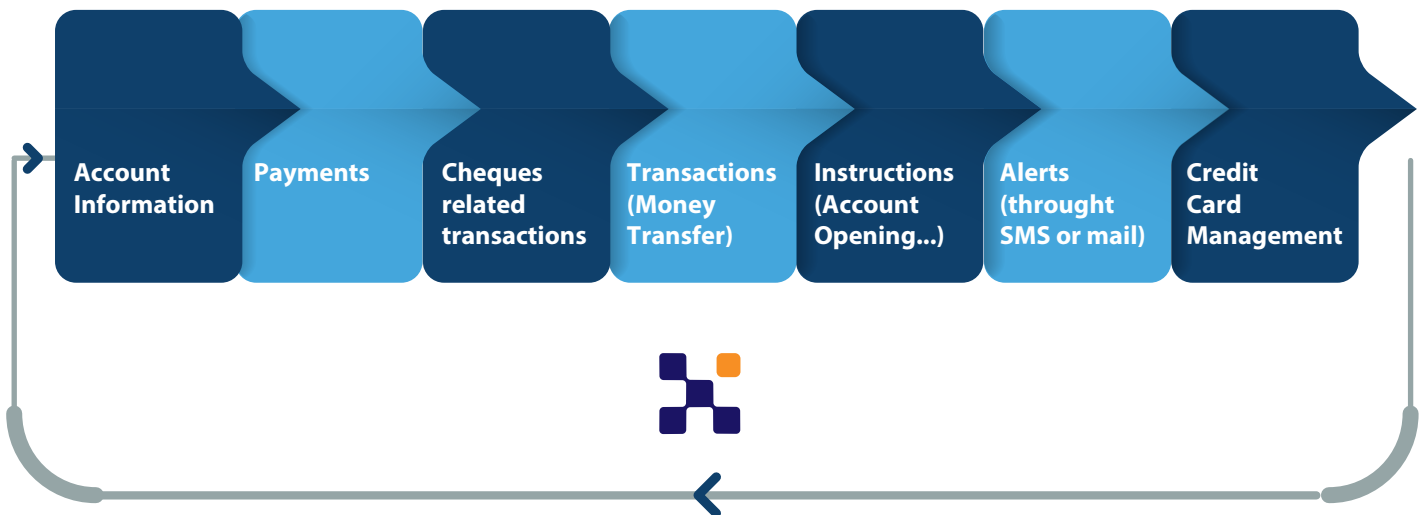 Account
Information
Payments
Cheques
related
transactions
Transactions
(Money
Transfer)
Instructions
(Account
Opening...)
Alerts
(throught
SMS or mail)
Credit
Card
Management